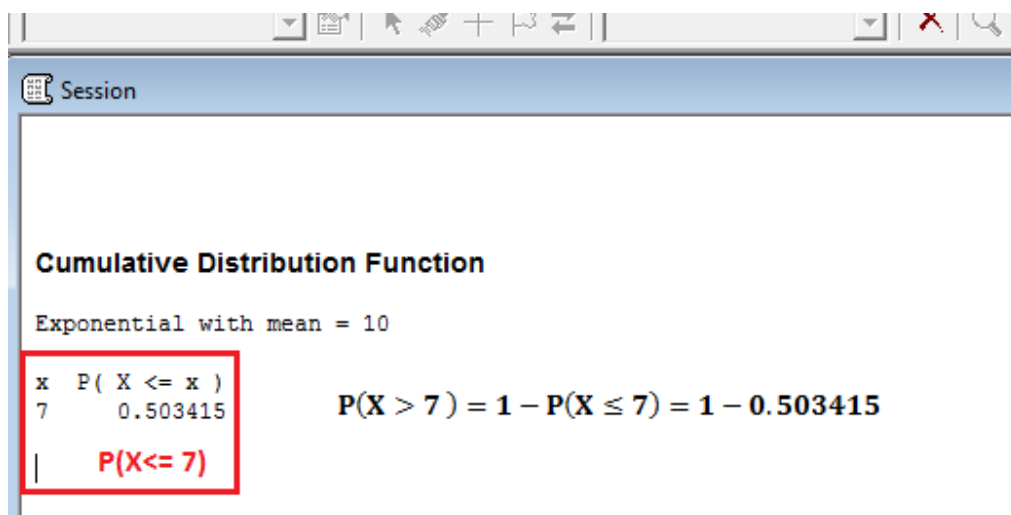 Session
Cumulative Distribution Function
Exponential with mean = 10
x P( X <= x )
7 0.503415
P(X > 7 ) = 1 − P(X ≤ 7) = 1 − 0.503415
P(X<= 7)